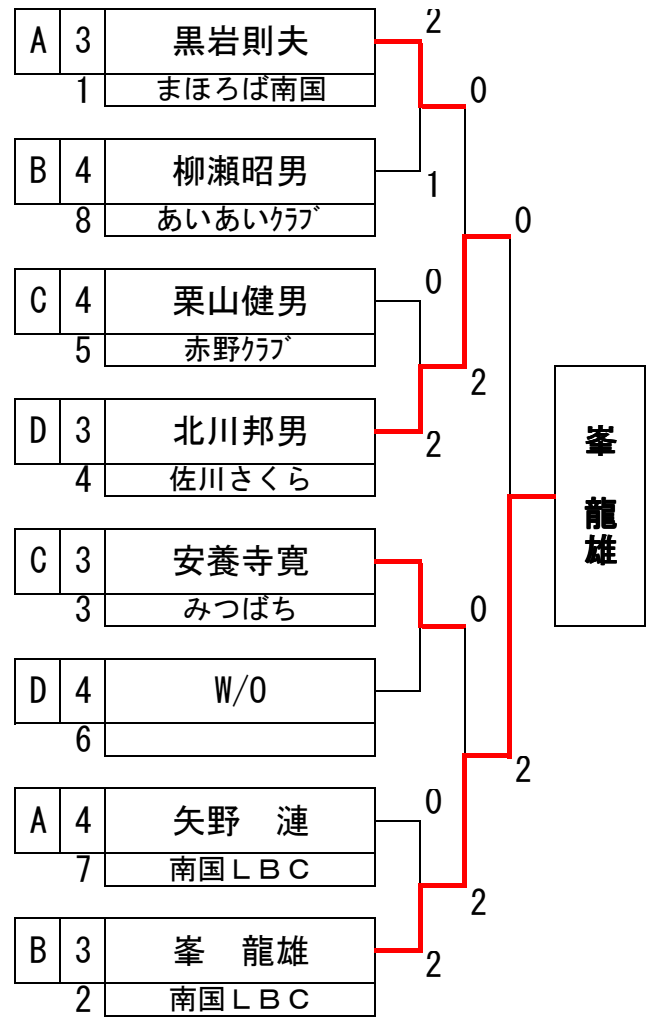 A 3 黒岩則夫 2
1 まほろば南国 0
B 4 柳瀬昭男 1
8 あいあいｸﾗﾌﾞ 0
C 4 栗山健男 0
5 赤野ｸﾗﾌﾞ 2
D 3 北川邦男 2
4 佐川さくら
峯 龍雄
C 3 安養寺寛
3 みつばち 0
D 4 W/O
6 2
A 4 矢野 漣 0
7 南国ＬＢＣ 2
B 3 峯 龍雄 2
2 南国ＬＢＣ